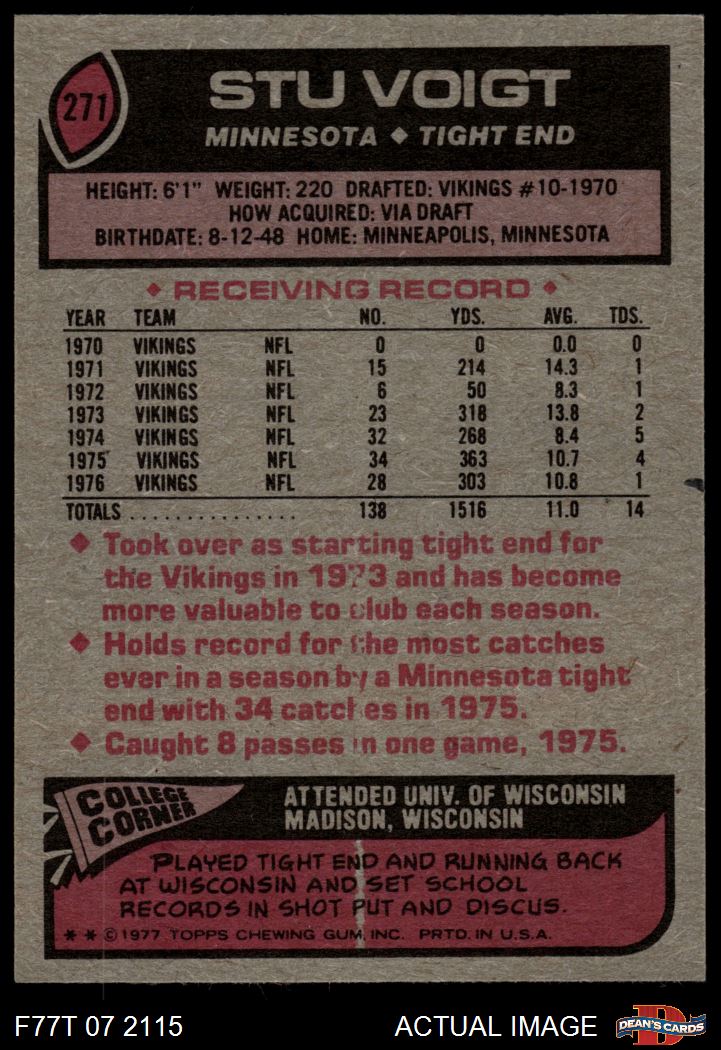 271
STU VOIGT
MINNESOTA ◆ TIGHT END
HEIGHT: 6'1" WEIGHT: 220 DRAFTED: VIKINGS #10-1970
HOW ACQUIRED: VIA DRAFT
BIRTHDATE: 8-12-48 HOME: MINNEAPOLIS, MINNESOTA
◆ RECEIVING RECORD ◆
YEAR TEAM NO. YDS. AVG. TDS.
1970 VIKINGS NFL 0 0 0.0 0
1971 VIKINGS NFL 15 214 14.3 1
1972 VIKINGS NFL 6 50 8.3 1
1973 VIKINGS NFL 23 318 13.8 2
1974 VIKINGS NFL 32 268 8.4 5
1975 VIKINGS NFL 34 363 10.7 4
1976 VIKINGS NFL 28 303 10.8 1
TOTALS ................ 138 1516 11.0 14
◆ Took over as starting tight end for
the Vikings in 1973 and has become
more valuable to club each season.
◆ Holds record for the most catches
ever in a season by a Minnesota tight
end with 34 catches in 1975.
◆ Caught 8 passes in one game, 1975.
COLLEGE
CORNER
ATTENDED UNIV. OF WISCONSIN
MADISON, WISCONSIN
PLAYED TIGHT END AND RUNNING BACK
AT WISCONSIN AND SET SCHOOL
RECORDS IN SHOT PUT AND DISCUS.
* * © 1977 TOPPS CHEWING GUM, INC. PRTD. IN U.S.A.
F77T 07 2115 ACTUAL IMAGE
D
DEAN'S CARDS